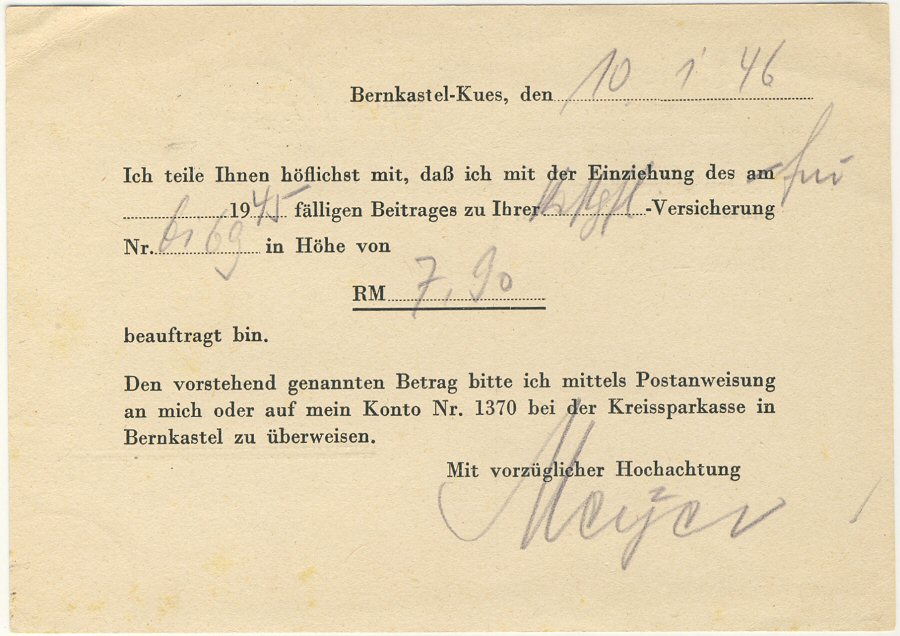 Bernkastel-Kues, den 10 1 46
Ich teile Ihnen höflichst mit, daß ich mit der Einziehung des am für
1945 fälligen Beitrages zu Ihrer -Versicherung
Nr. 6169 in Höhe von
RM 7,90
beauftragt bin.
Den vorstehend genannten Betrag bitte ich mittels Postanweisung
an mich oder auf mein Konto Nr. 1370 bei der Kreissparkasse in
Bernkastel zu überweisen.
Mit vorzüglicher Hochachtung
Meyer